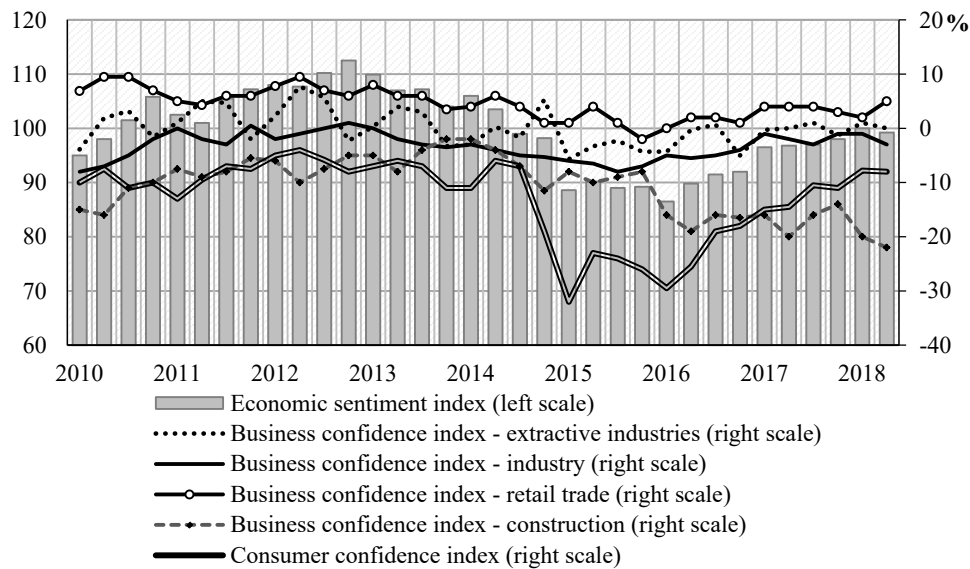 120
110
100
90
80
70
60
20%
10
0
-10
-20
-30
-40
2010 2011 2012 2013 2014 2015 2016 2017 2018
Economic sentiment index (left scale)
Business confidence index - extractive industries (right scale)
Business confidence index - industry (right scale)
Business confidence index - retail trade (right scale)
Business confidence index - construction (right scale)
Consumer confidence index (right scale)